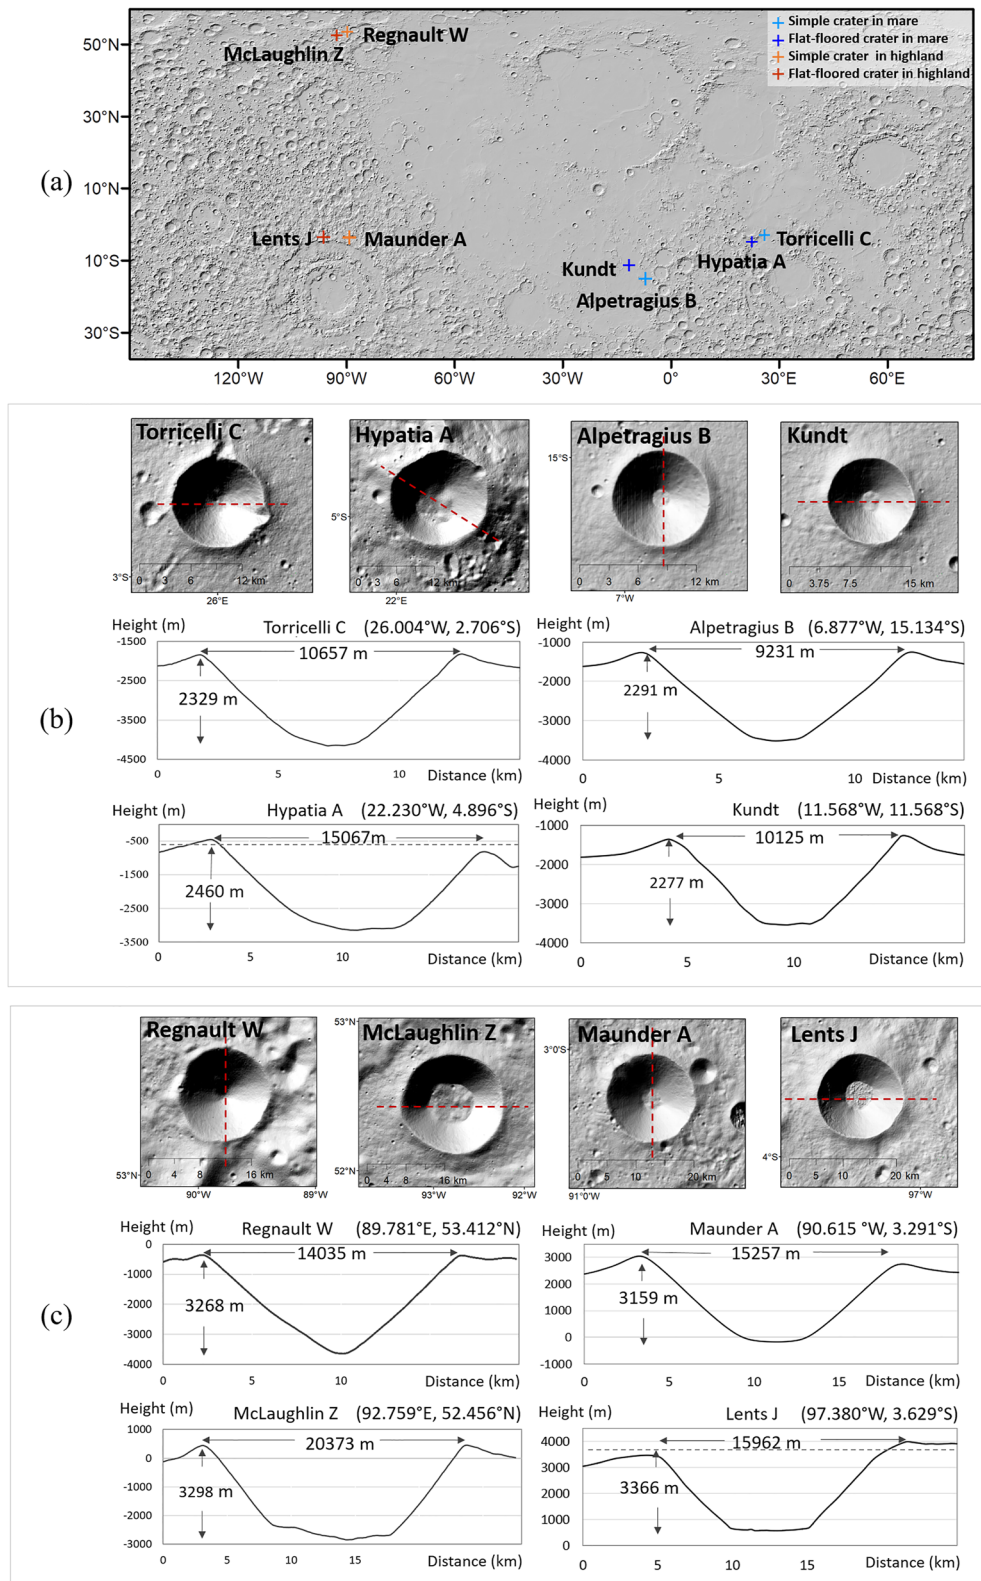 (a)
50°N
30°N
10°N
10°S
30°S
Simple crater in mare
Flat-floored crater in mare
Simple crater in highland
Flat-floored crater in highland
Regnault W
McLaughlin Z
Lents J
Maunder A
Torricelli C
Hypatia A
Kundt
Alpetragius B
120°W 90°W 60°W 30°W 0° 30°E 60°E
(b)
Torricelli C
0 3 6 12 km
3°S
26°E
Hypatia A
5°S
0 3 6 12 km
22°E
Alpetragius B
15°S
0 3 6 12
7°W
Kundt
0 3.75 7.5 15 km
Height (m) Torricelli C (26.004°W, 2.706°S)
-1500
-2500
-3500
-4500
10657 m
2329 m
0 5 10 Distance (km)
Height (m) Alpetragius B (6.877°W, 15.134°S)
-1000
-2000
-3000
-4000
9231 m
2291 m
0 5 10 Distance (km)
Height (m) Hypatia A (22.230°W, 4.896°S)
-500
-1500
-2500
-3500
15067m
2460 m
0 5 10 Distance (km)
Height (m) Kundt (11.568°W, 11.568°S)
-1000
-2000
-3000
-4000
10125 m
2277 m
0 5 10 Distance (km)
(c)
Regnault W
0 4 8 16 km
53°N
90°W 89°W
53°N
McLaughlin Z
0 4 8 16 km
52°N
93°W 92°W
Maunder A
3°0'S
0 5 10 20 km
91°0'W
Lents J
0 5 10 20 km
4°S
97°W
Height (m) Regnault W (89.781°E, 53.412°N)
0
-1000
-2000
-3000
-4000
14035 m
3268 m
0 5 10 Distance (km)
Height (m) Maunder A (90.615 °W, 3.291°S)
3000
2000
1000
0
-1000
15257 m
3159 m
0 5 10 15 Distance (km)
Height (m) McLaughlin Z (92.759°E, 52.456°N)
1000
0
-1000
-2000
-3000
20373 m
3298 m
0 5 10 15 Distance (km)
Height (m) Lents J (97.380°W, 3.629°S)
4000
3000
2000
1000
0
15962 m
3366 m
0 5 10 15 Distance (km)